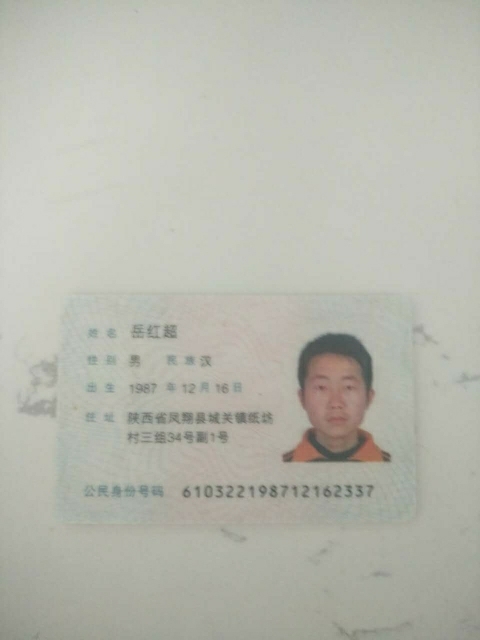 姓名 岳红超
性别 男 民族 汉
出生 1987 年 12 月 16 日
住址 陕西省凤翔县城关镇纸坊
村三组34号副1号
公民身份号码 610322198712162337